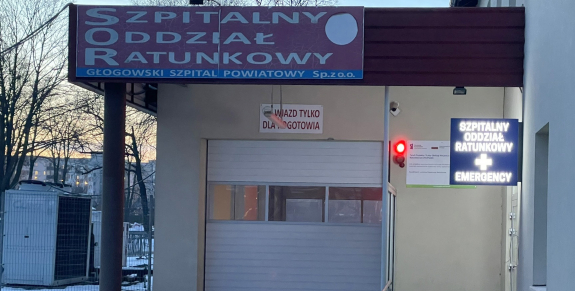 SZPITALNY
ODDZIAŁ
RATUNKOWY
GŁOGOWSKI SZPITAL POWIATOWY Sp.z o.o.
WJAZD TYLKO
DLA POGOTOWIA
SZPITALNY
ODDZIAŁ
RATUNKOWY
EMERGENCY